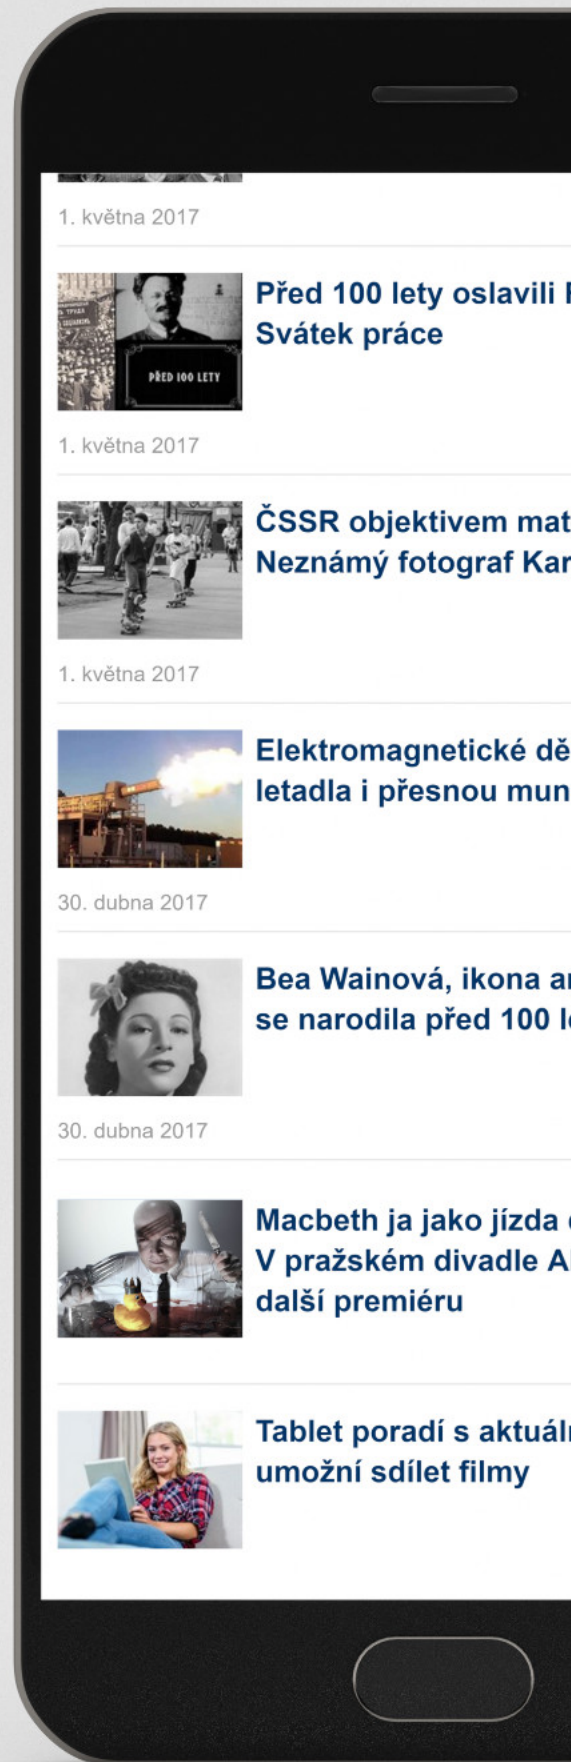 1. května 2017
Před 100 lety oslavili
Svátek práce
PŘED 100 LETY
1. května 2017
ČSSR objektivem
Neznámý fotograf
1. května 2017
Elektromagnetické
letadla i přesnou
30. dubna 2017
Bea Wainová, ikona
se narodila před 100
30. dubna 2017
Macbeth ja jako jízda
V pražském divadle
další premiéru
Tablet poradí s
umožní sdílet filmy